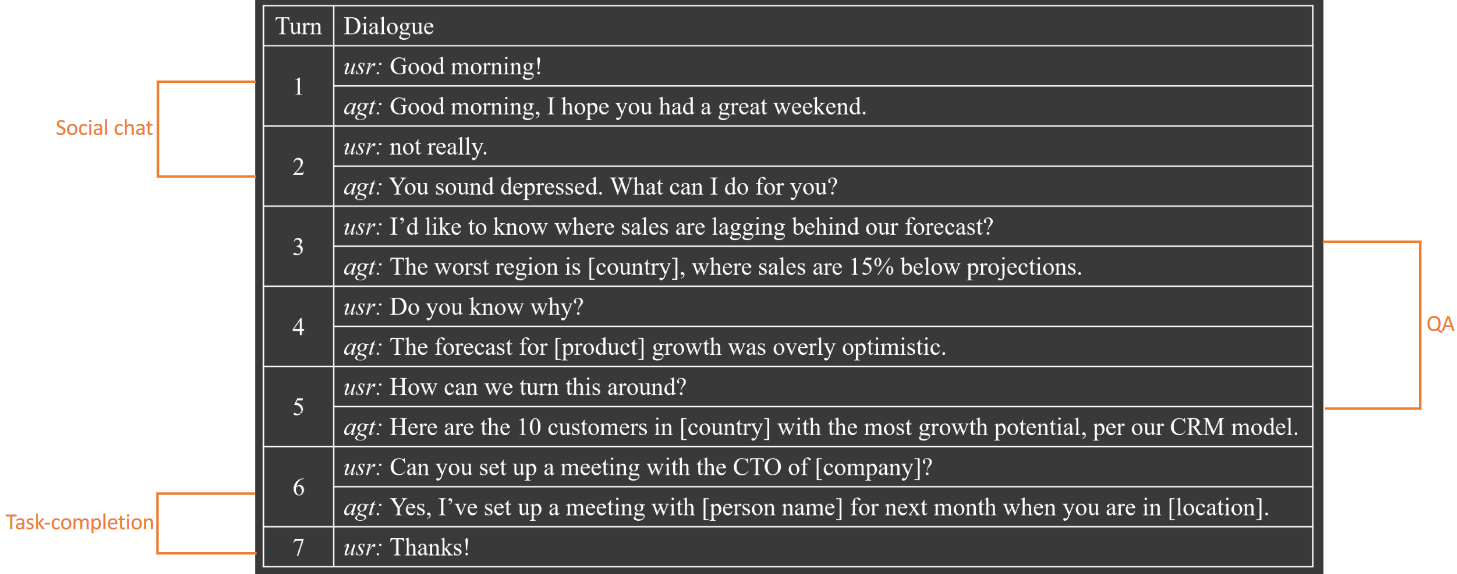 Turn Dialogue
1
usr: Good morning!
agt: Good morning, I hope you had a great weekend.
Social chat
2
usr: not really.
agt: You sound depressed. What can I do for you?
3
usr: I’d like to know where sales are lagging behind our forecast?
agt: The worst region is [country], where sales are 15% below projections.
4
usr: Do you know why?
agt: The forecast for [product] growth was overly optimistic.
QA
5
usr: How can we turn this around?
agt: Here are the 10 customers in [country] with the most growth potential, per our CRM model.
6
usr: Can you set up a meeting with the CTO of [company]?
agt: Yes, I’ve set up a meeting with [person name] for next month when you are in [location].
Task-completion
7
usr: Thanks!